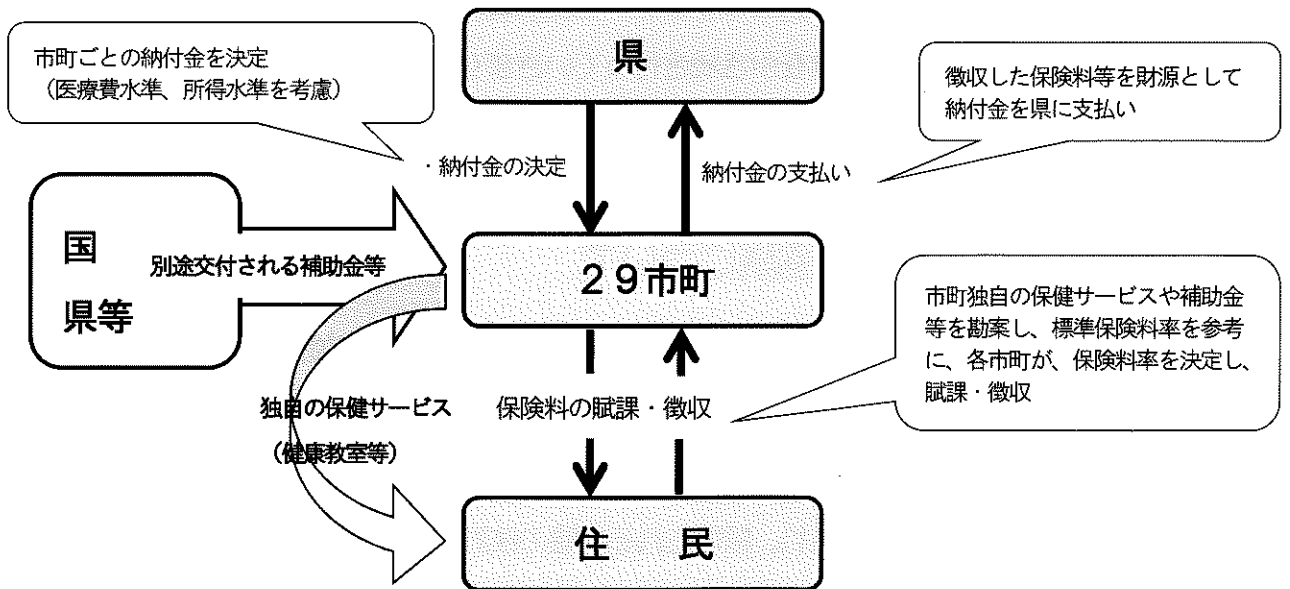 市町ごとの納付金を決定
（医療費水準、所得水準を考慮）
県
徴収した保険料等を財源として
納付金を県に支払い
・納付金の決定
納付金の支払い
国
県等
別途交付される補助金等
２９市町
市町独自の保健サービスや補助金
等を勘案し、標準保険料率を参考
に、各市町が、保険料率を決定し、
賦課・徴収
独自の保健サービス
（健康教室等）
保険料の賦課・徴収
住　民